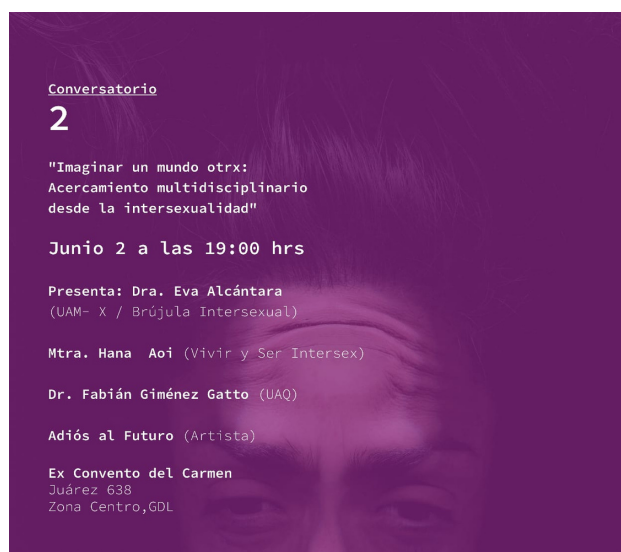 Conversatorio
2
"Imaginar un mundo otrx:
Acercamiento multidisciplinario
desde la intersexualidad"
Junio 2 a las 19:00 hrs
Presenta: Dra. Eva Alcántara
(UAM- X / Brújula Intersexual)
Mtra. Hana  Aoi (Vivir y Ser Intersex)
Dr. Fabián Giménez Gatto (UAQ)
Adiós al Futuro (Artista)
Ex Convento del Carmen
Juárez 638
Zona Centro,GDL